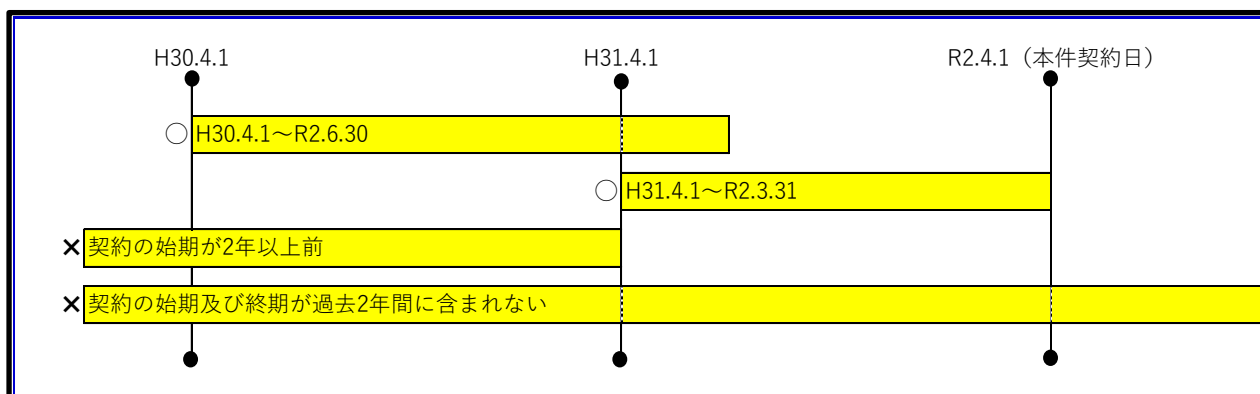 H30.4.1 H31.4.1 R2.4.1（本件契約日）
○ H30.4.1～R2.6.30
○ H31.4.1～R2.3.31
× 契約の始期が2年以上前
× 契約の始期及び終期が過去2年間に含まれない